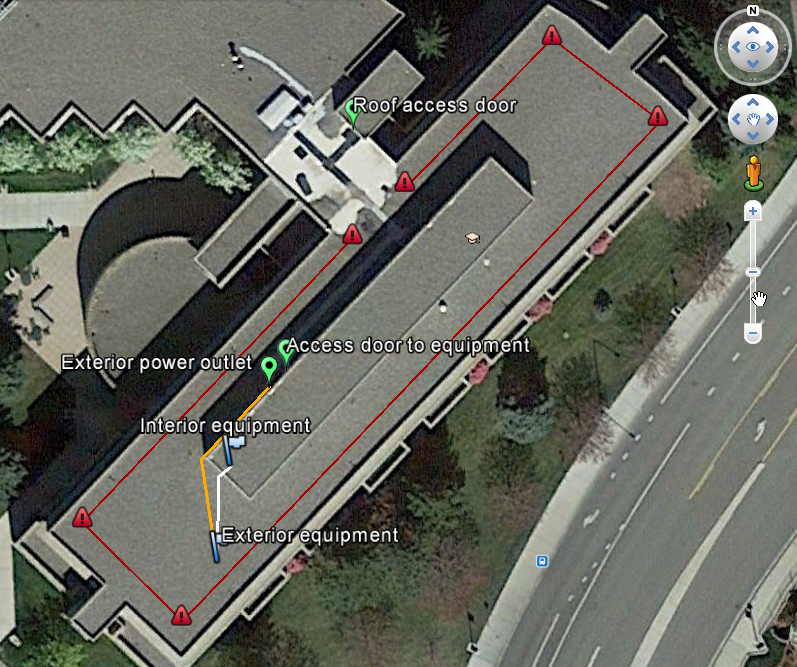 N
Roof access door
Access door to equipment
Exterior power outlet
Interior equipment
Exterior equipment